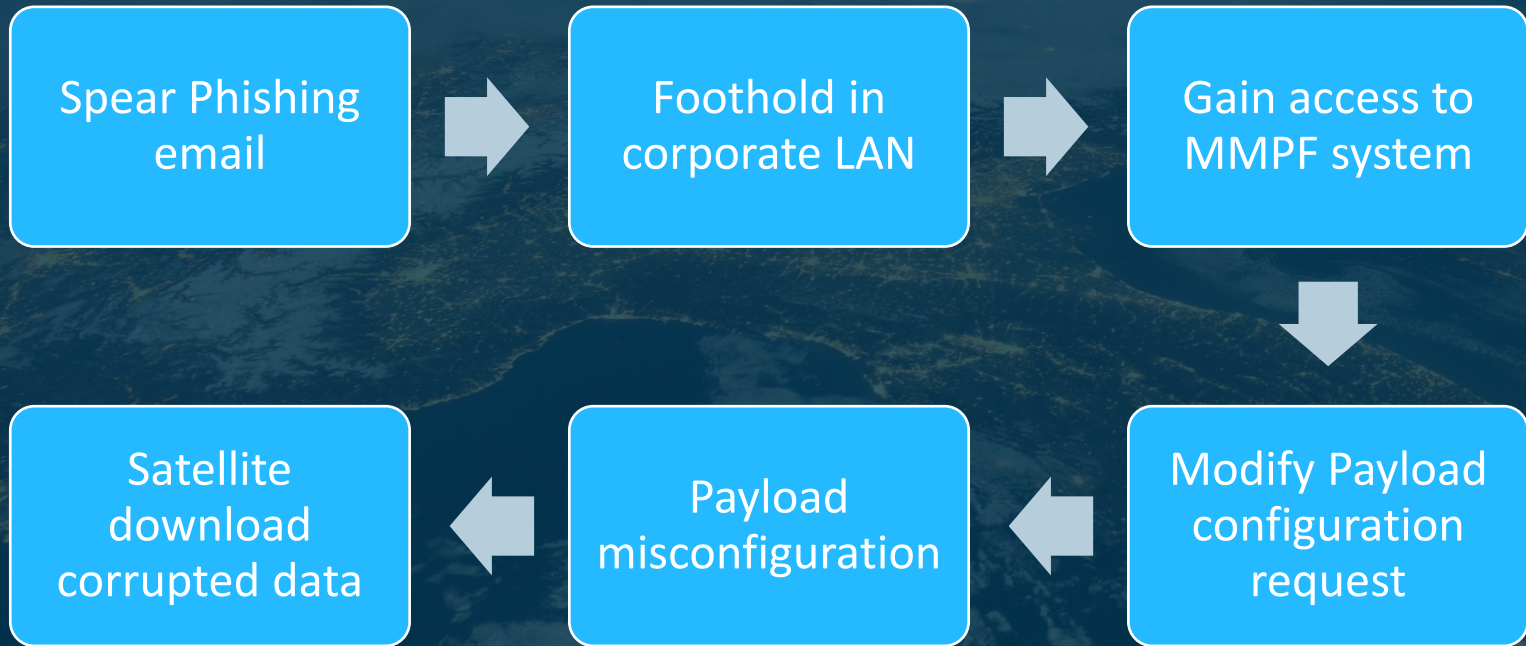 Spear Phishing
email
Foothold in
corporate LAN
Gain access to
MMPF system
Modify Payload
configuration
request
Payload
misconfiguration
Satellite
download
corrupted data